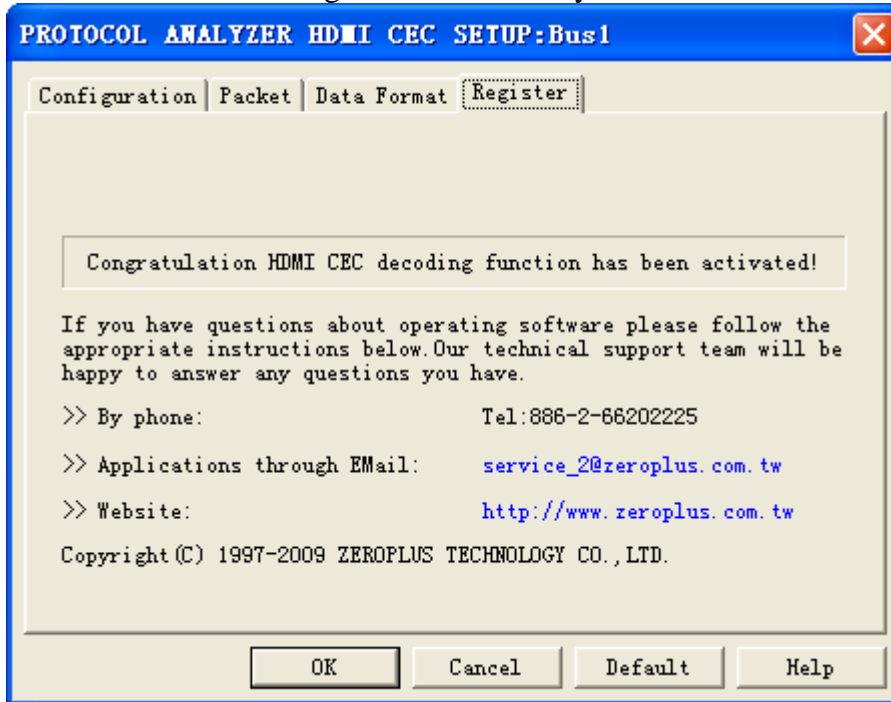 PROTOCOL ANALYZER HDMI CEC SETUP:Bus1
Configuration Packet Data Format Register
Congratulation HDMI CEC decoding function has been activated!
If you have questions about operating software please follow the
appropriate instructions below.Our technical support team will be
happy to answer any questions you have.
>> By phone: Tel:886-2-66202225
>> Applications through EMail: service_2@zeroplus.com.tw
>> Website: http://www.zeroplus.com.tw
Copyright(C) 1997-2009 ZEROPLUS TECHNOLOGY CO.,LTD.
OK Cancel Default Help